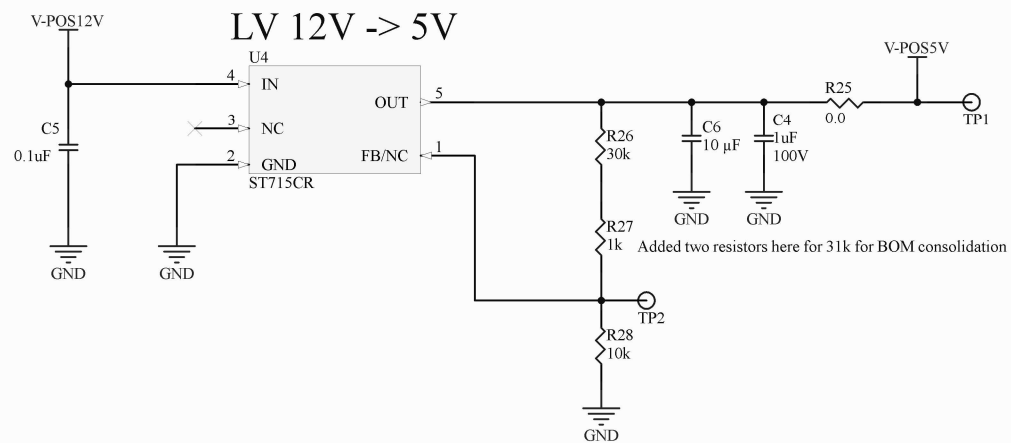 V-POS12V
LV 12V -> 5V
V-POS5V
U4
4
IN
OUT
5
R25
0.0
TP1
C5
0.1uF
3
NC
R26
30k
C6
10 µF
C4
1uF
100V
2
GND
FB/NC
1
ST715CR
GND
GND
R27
1k
Added two resistors here for 31k for BOM consolidation
GND
GND
TP2
R28
10k
GND